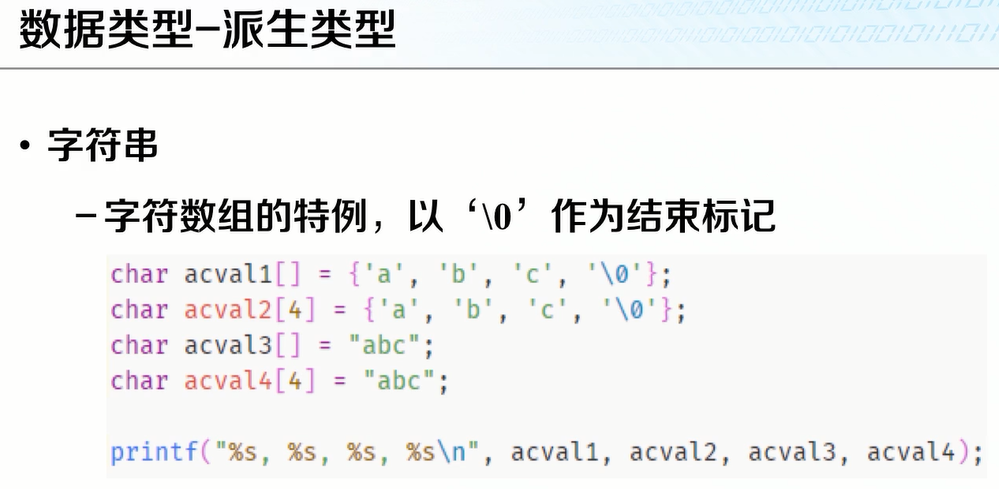 数据类型–派生类型
• 字符串
–字符数组的特例，以‘\0’作为结束标记
char acval1[] = {'a', 'b', 'c', '\0'};
char acval2[4] = {'a', 'b', 'c', '\0'};
char acval3[] = "abc";
char acval4[4] = "abc";
printf("%s, %s, %s, %s\n", acval1, acval2, acval3, acval4);